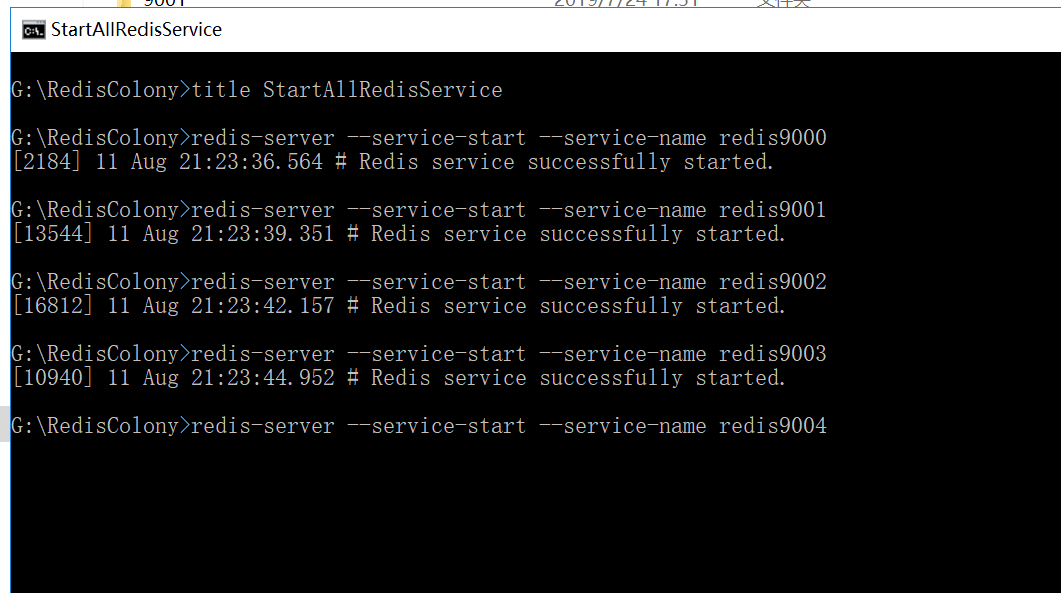 9001 2019/7/24 17:31 文件夹
StartAllRedisService
G:\RedisColony>title StartAllRedisService
G:\RedisColony>redis-server --service-start --service-name redis9000
[2184] 11 Aug 21:23:36.564 # Redis service successfully started.
G:\RedisColony>redis-server --service-start --service-name redis9001
[13544] 11 Aug 21:23:39.351 # Redis service successfully started.
G:\RedisColony>redis-server --service-start --service-name redis9002
[16812] 11 Aug 21:23:42.157 # Redis service successfully started.
G:\RedisColony>redis-server --service-start --service-name redis9003
[10940] 11 Aug 21:23:44.952 # Redis service successfully started.
G:\RedisColony>redis-server --service-start --service-name redis9004